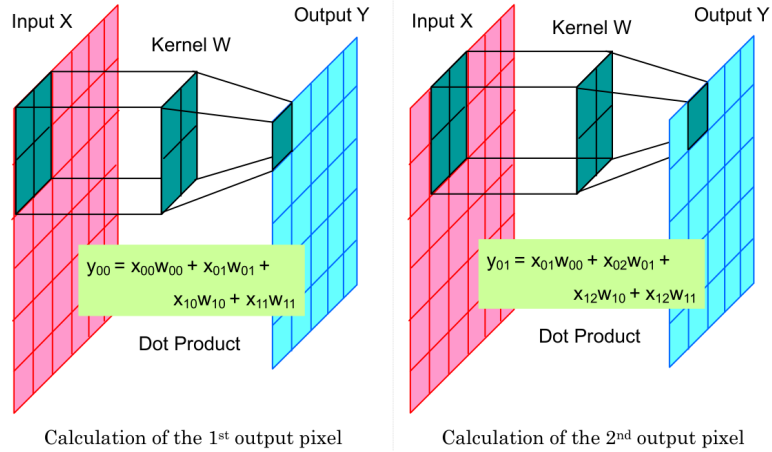 Input X
Kernel W
Output Y
y00 = x00w00 + x01w01 +
x10w10 + x11w11
Dot Product
Calculation of the 1st output pixel
Input X
Kernel W
Output Y
y01 = x01w00 + x02w01 +
x12w10 + x12w11
Dot Product
Calculation of the 2nd output pixel